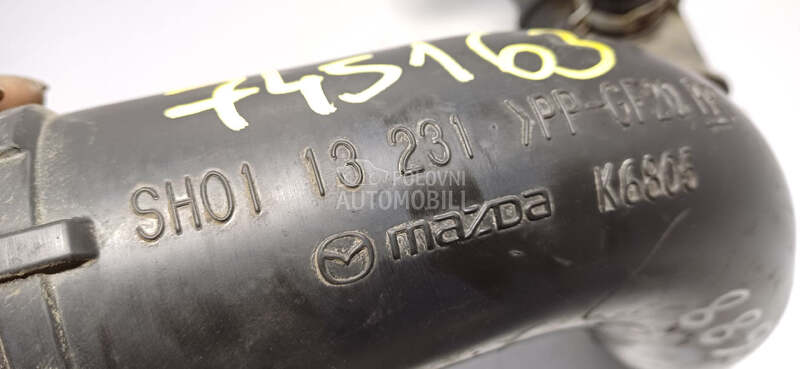 745163
SH01 13 231 >PP-GF20
mazda K6805
POLOVNI
AUTOMOBILI